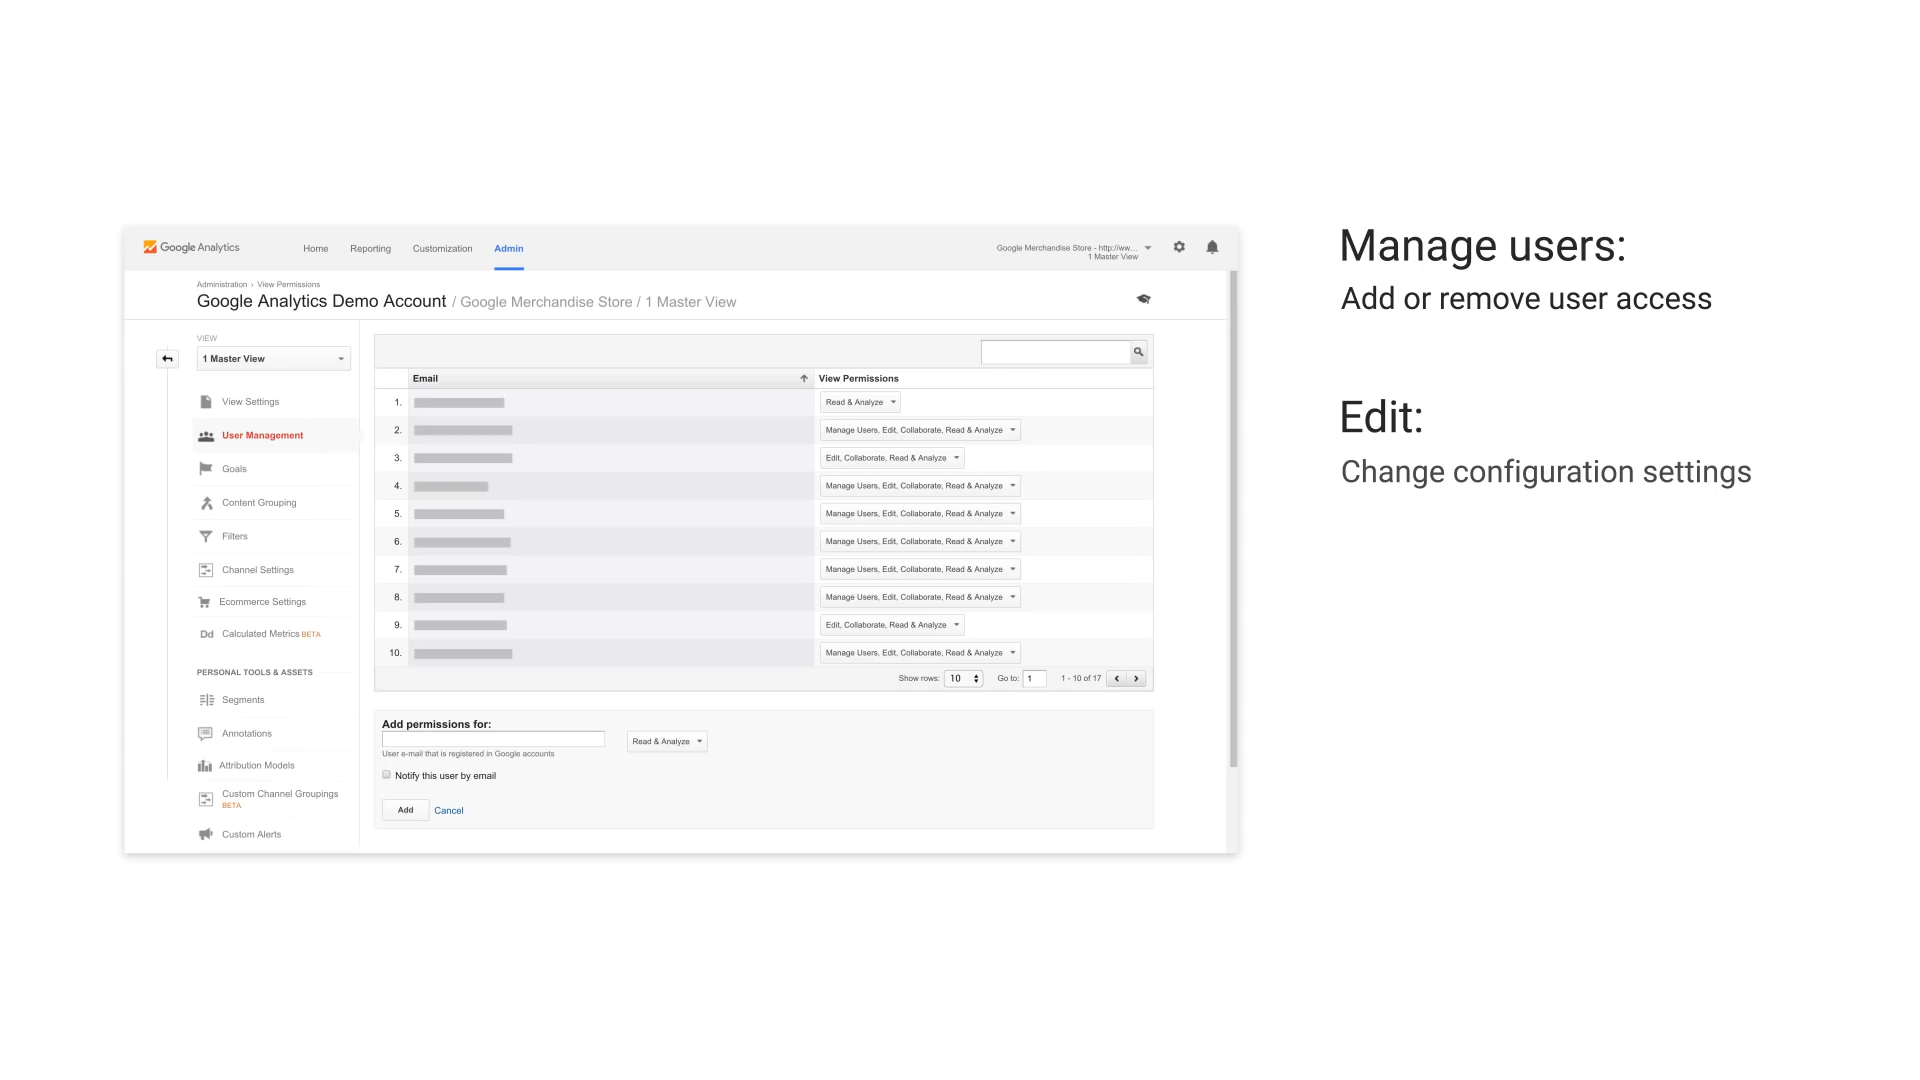 Google Analytics
Home
Reporting
Customization
Admin
Google Merchandise Store - http://ww...
1 Master View
Administration › View Permissions
Google Analytics Demo Account / Google Merchandise Store / 1 Master View
VIEW
1 Master View
View Settings
User Management
Goals
Content Grouping
Filters
Channel Settings
Ecommerce Settings
Dd Calculated Metrics BETA
PERSONAL TOOLS & ASSETS
Segments
Annotations
Attribution Models
Custom Channel Groupings
BETA
Custom Alerts
Email
View Permissions
1. Read & Analyze
2. Manage Users, Edit, Collaborate, Read & Analyze
3. Edit, Collaborate, Read & Analyze
4. Manage Users, Edit, Collaborate, Read & Analyze
5. Manage Users, Edit, Collaborate, Read & Analyze
6. Manage Users, Edit, Collaborate, Read & Analyze
7. Manage Users, Edit, Collaborate, Read & Analyze
8. Manage Users, Edit, Collaborate, Read & Analyze
9. Edit, Collaborate, Read & Analyze
10. Manage Users, Edit, Collaborate, Read & Analyze
Show rows: 10 Go to: 1 1 - 10 of 17
Add permissions for:
Read & Analyze
User e-mail that is registered in Google accounts
Notify this user by email
Add Cancel
Manage users:
Add or remove user access
Edit:
Change configuration settings